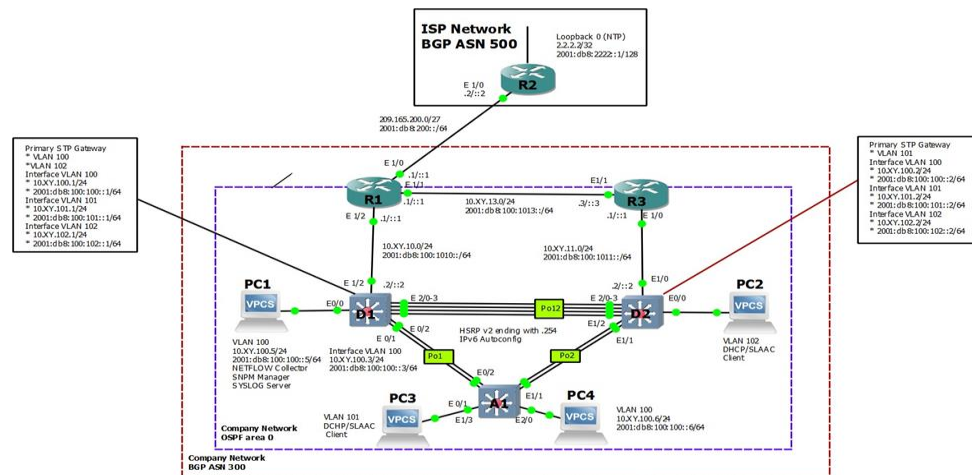 ISP Network
BGP ASN 500
Loopback 0 (NTP)
2.2.2.2/32
2001:db8:2222::1/128
R2
E 1/0
.2/::2
209.165.200.0/27
2001:db8:200::/64
Primary STP Gateway
* VLAN 100
*VLAN 102
Interface VLAN 100
* 10.XY.100.1/24
* 2001:db8:100:100::1/64
Interface VLAN 101
* 10.XY.101.1/24
* 2001:db8:100:101::1/64
Interface VLAN 102
* 10.XY.102.1/24
* 2001:db8:100:102::1/64
Primary STP Gateway
* VLAN 101
Interface VLAN 100
* 10.XY.100.2/24
* 2001:db8:100:100::2/64
Interface VLAN 101
* 10.XY.101.2/24
* 2001:db8:100:101::2/64
Interface VLAN 102
* 10.XY.102.2/24
* 2001:db8:100:102::2/64
E 1/0
.1/::1
R1
E 1/1
.1/::1
E1/1
.3/::3
R3
10.XY.13.0/24
2001:db8:100:1013::/64
E 1/2
.1/::1
.1/::1
E 1/0
10.XY.10.0/24
2001:db8:100:1010::/64
10.XY.11.0/24
2001:db8:100:1011::/64
E 1/2
.2/::2
.2/::2
E1/0
PC1
VPCS
E0/0
D1
E 2/0-3
Po12
E 2/0-3
D2
E0/0
PC2
VPCS
VLAN 102
DHCP/SLAAC
Client
E 0/2
E 0/1
HSRP v2 ending with .254
IPv6 Autoconfig
E1/2
E1/1
VLAN 100
10.XY.100.5/24
2001:db8:100:100::5/64
NETFLOW Collector
SNPM Manager
SYSLOG Server
Interface VLAN 100
10.XY.100.3/24
2001:db8:100:100::3/64
Po1
Po2
E0/2
A1
E1/1
E 0/1
E1/3
E2/0
PC3
VPCS
VLAN 101
DCHP/SLAAC
Client
PC4
VPCS
VLAN 100
10.XY.100.6/24
2001:db8:100:100::6/64
Company Network
OSPF area 0
Company Network
BGP ASN 300